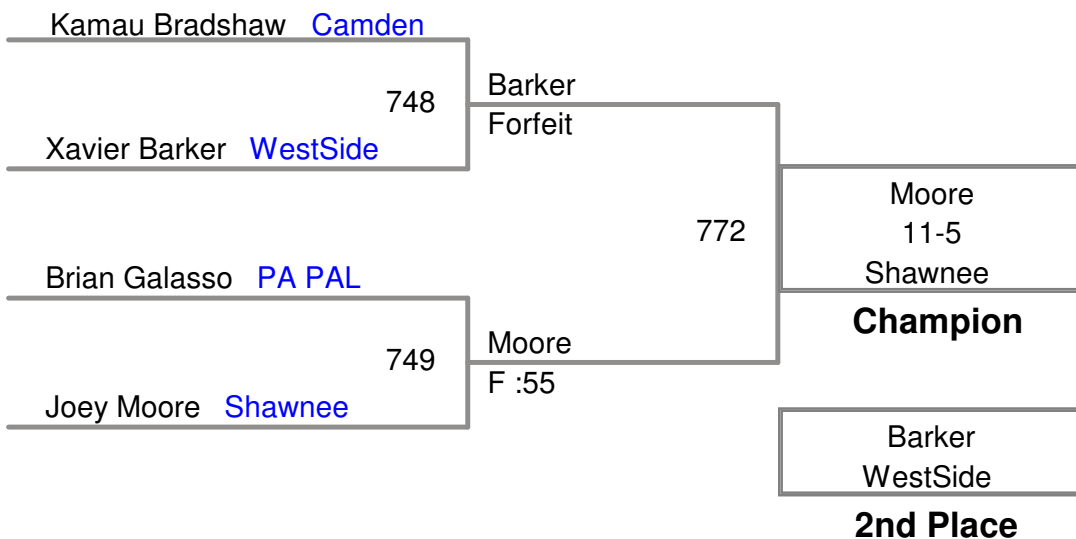 Kamau Bradshaw Camden
748
Xavier Barker WestSide
Barker
Forfeit
Brian Galasso PA PAL
749
Joey Moore Shawnee
Moore
F :55
772
Moore
11-5
Shawnee
Champion
Barker
WestSide
2nd Place